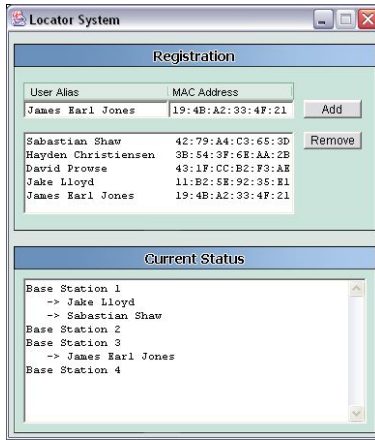 Locator System
Registration
User Alias MAC Address
James Earl Jones 19:4B:A2:33:4F:21 Add
Remove
Sabastian Shaw 42:79:A4:C3:65:3D
Hayden Christiensen 3B:54:3F:6E:AA:2B
David Prowse 43:1F:CC:B2:F3:AE
Jake Lloyd 11:B2:5E:92:35:E1
James Earl Jones 19:4B:A2:33:4F:21
Current Status
Base Station 1
-> Jake Lloyd
-> Sabastian Shaw
Base Station 2
Base Station 3
-> James Earl Jones
Base Station 4